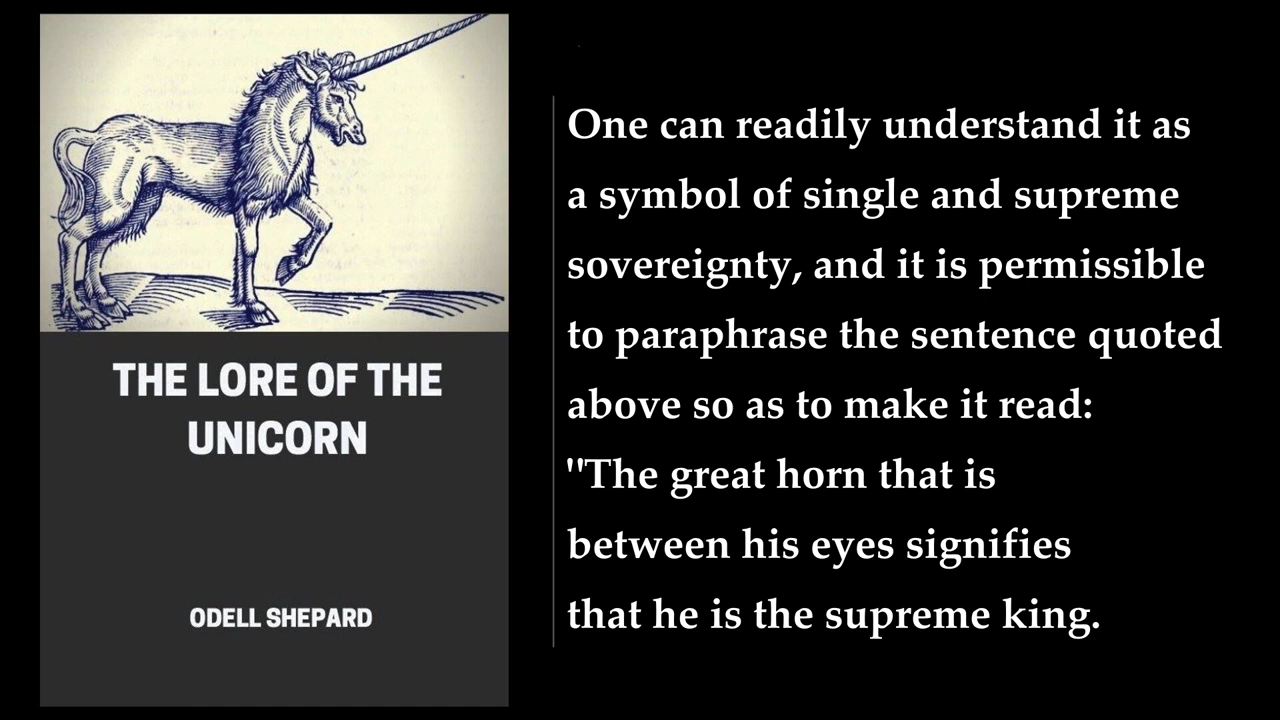 THE LORE OF THE
UNICORN
ODELL SHEPARD
One can readily understand it as
a symbol of single and supreme
sovereignty, and it is permissible
to paraphrase the sentence quoted
above so as to make it read:
"The great horn that is
between his eyes signifies
that he is the supreme king.